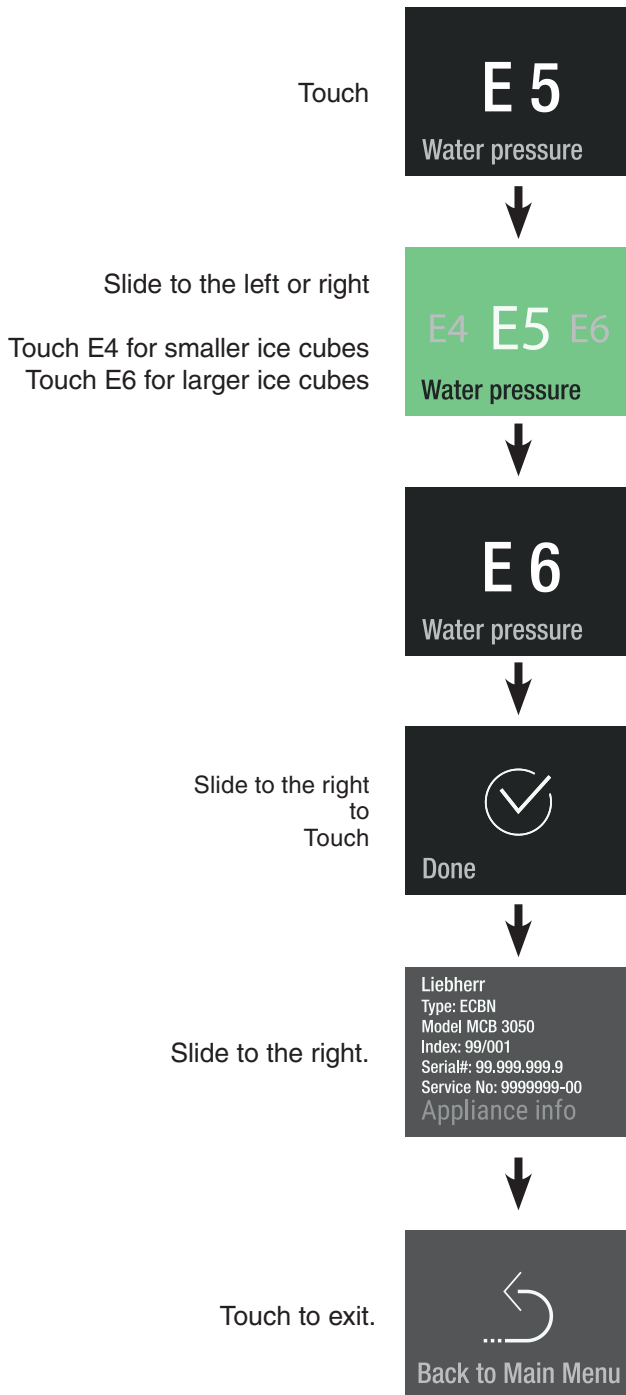 Touch
E 5
Water pressure
Slide to the left or right
Touch E4 for smaller ice cubes
Touch E6 for larger ice cubes
E4 E5 E6
Water pressure
E 6
Water pressure
Slide to the right
to
Touch
Done
Slide to the right.
Liebherr
Type: ECBN
Model MCB 3050
Index: 99/001
Serial#: 99.999.999.9
Service No: 9999999-00
Appliance info
Touch to exit.
Back to Main Menu